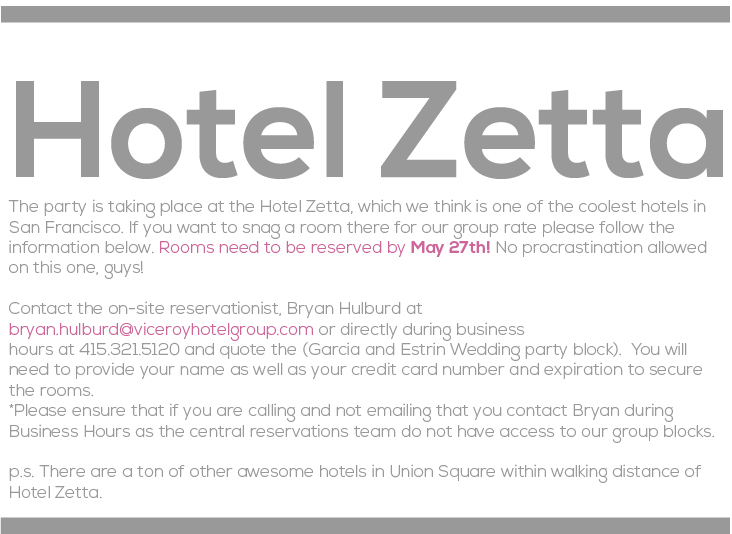 Hotel Zetta
The party is taking place at the Hotel Zetta, which we think is one of the coolest hotels in
San Francisco. If you want to snag a room there for our group rate please follow the
information below. Rooms need to be reserved by May 27th! No procrastination allowed
on this one, guys!
Contact the on-site reservationist, Bryan Hulburd at
bryan.hulburd@viceroyhotelgroup.com or directly during business
hours at 415.321.5120 and quote the (Garcia and Estrin Wedding party block).  You will
need to provide your name as well as your credit card number and expiration to secure
the rooms.
*Please ensure that if you are calling and not emailing that you contact Bryan during
Business Hours as the central reservations team do not have access to our group blocks.
p.s. There are a ton of other awesome hotels in Union Square within walking distance of
Hotel Zetta.